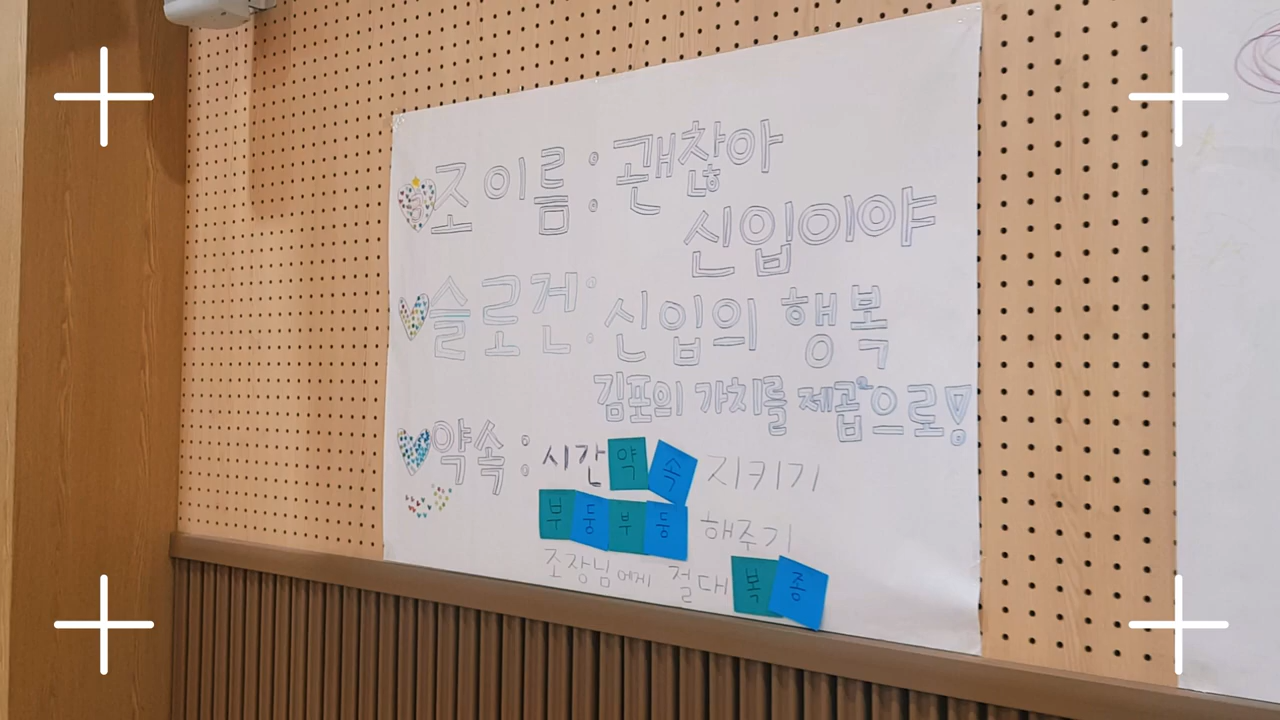 조 이름 : 괜찮아
신입이야
슬로건 : 신입의 행복
김포의 가치를 제곱²으로!
약속 : 시간약속 지키기
부둥부둥 해주기
조장님에게 절대복종